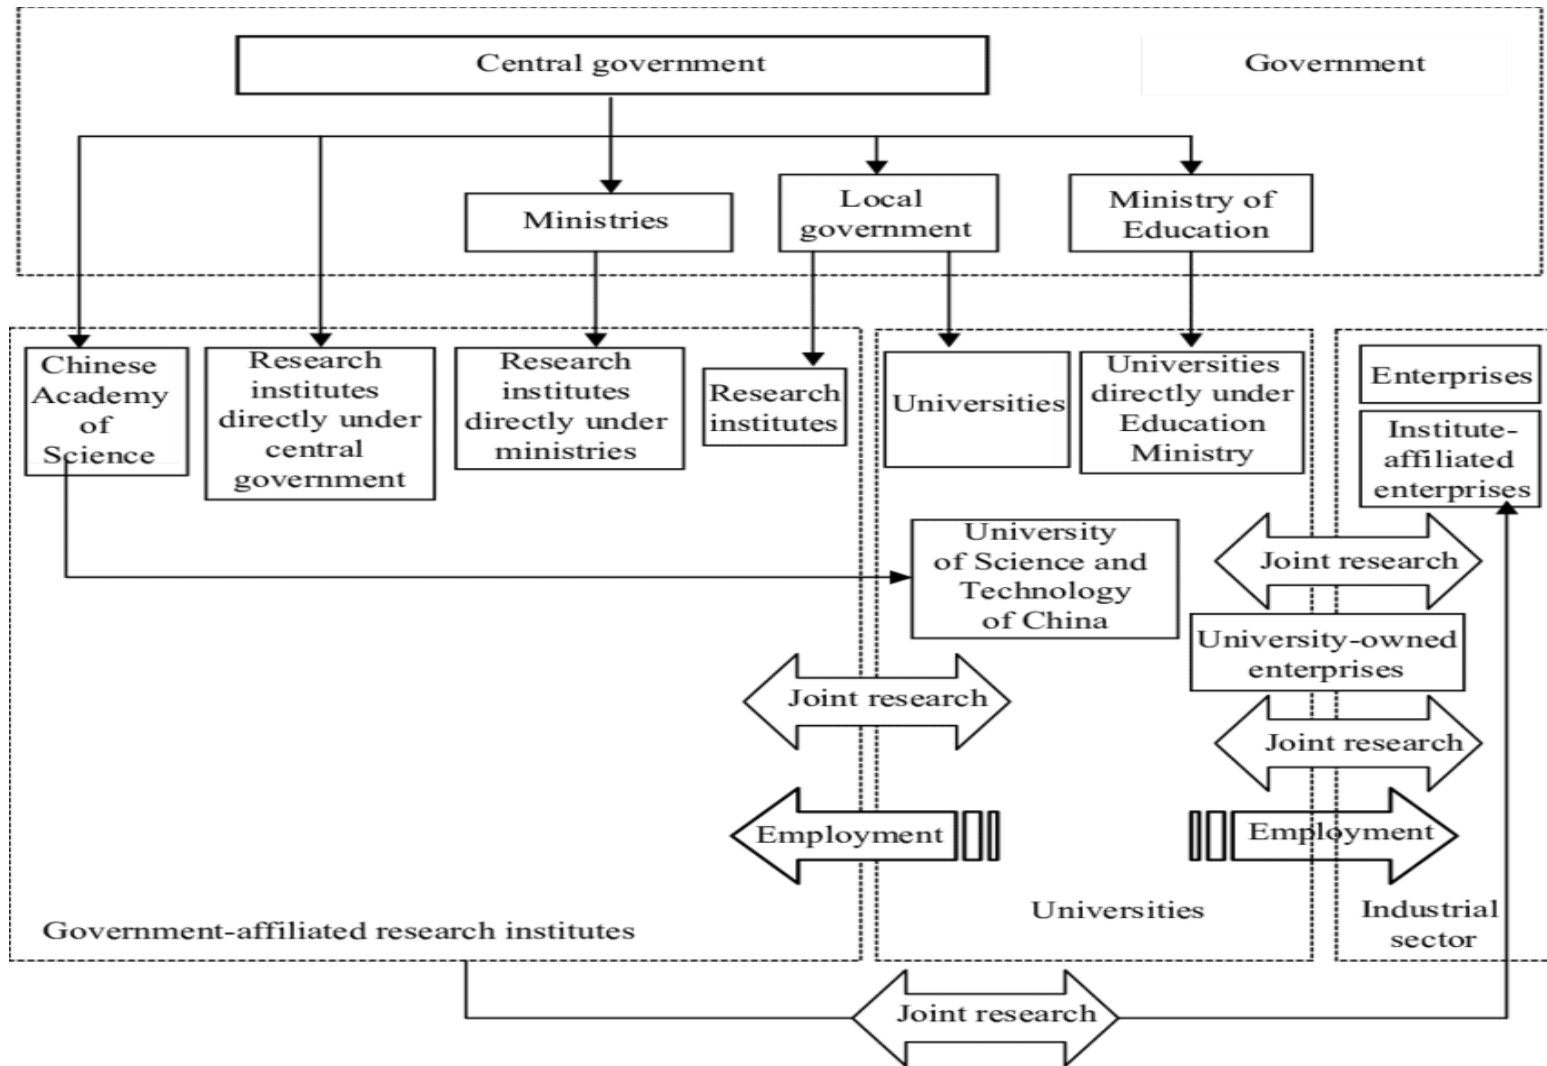 Central government
Government
Ministries
Local
government
Ministry of
Education
Chinese
Academy
of
Science
Research
institutes
directly under
central
government
Research
institutes
directly under
ministries
Research
institutes
Universities
Universities
directly under
Education
Ministry
Enterprises
Institute-
affiliated
enterprises
University
of Science and
Technology
of China
Joint research
University-owned
enterprises
Joint research
Joint research
Employment
Employment
Government-affiliated research institutes
Universities
Industrial
sector
Joint research